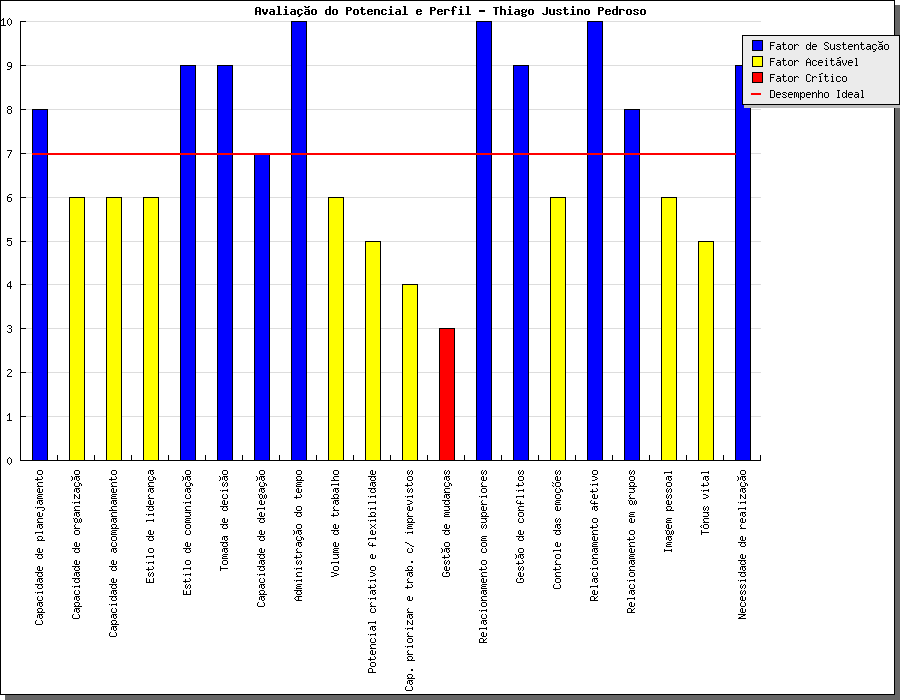 Avaliação do Potencial e Perfil - Thiago Justino Pedroso
Fator de Sustentação
Fator Aceitável
Fator Crítico
Desempenho Ideal
10
9
8
7
6
5
4
3
2
1
0
Capacidade de planejamento
Capacidade de organização
Capacidade de acompanhamento
Estilo de liderança
Estilo de comunicação
Tomada de decisão
Capacidade de delegação
Administração do tempo
Volume de trabalho
Potencial criativo e flexibilidade
Cap. priorizar e trab. c/ imprevistos
Gestão de mudanças
Relacionamento com superiores
Gestão de conflitos
Controle das emoções
Relacionamento afetivo
Relacionamento em grupos
Imagem pessoal
Tônus vital
Necessidade de realização